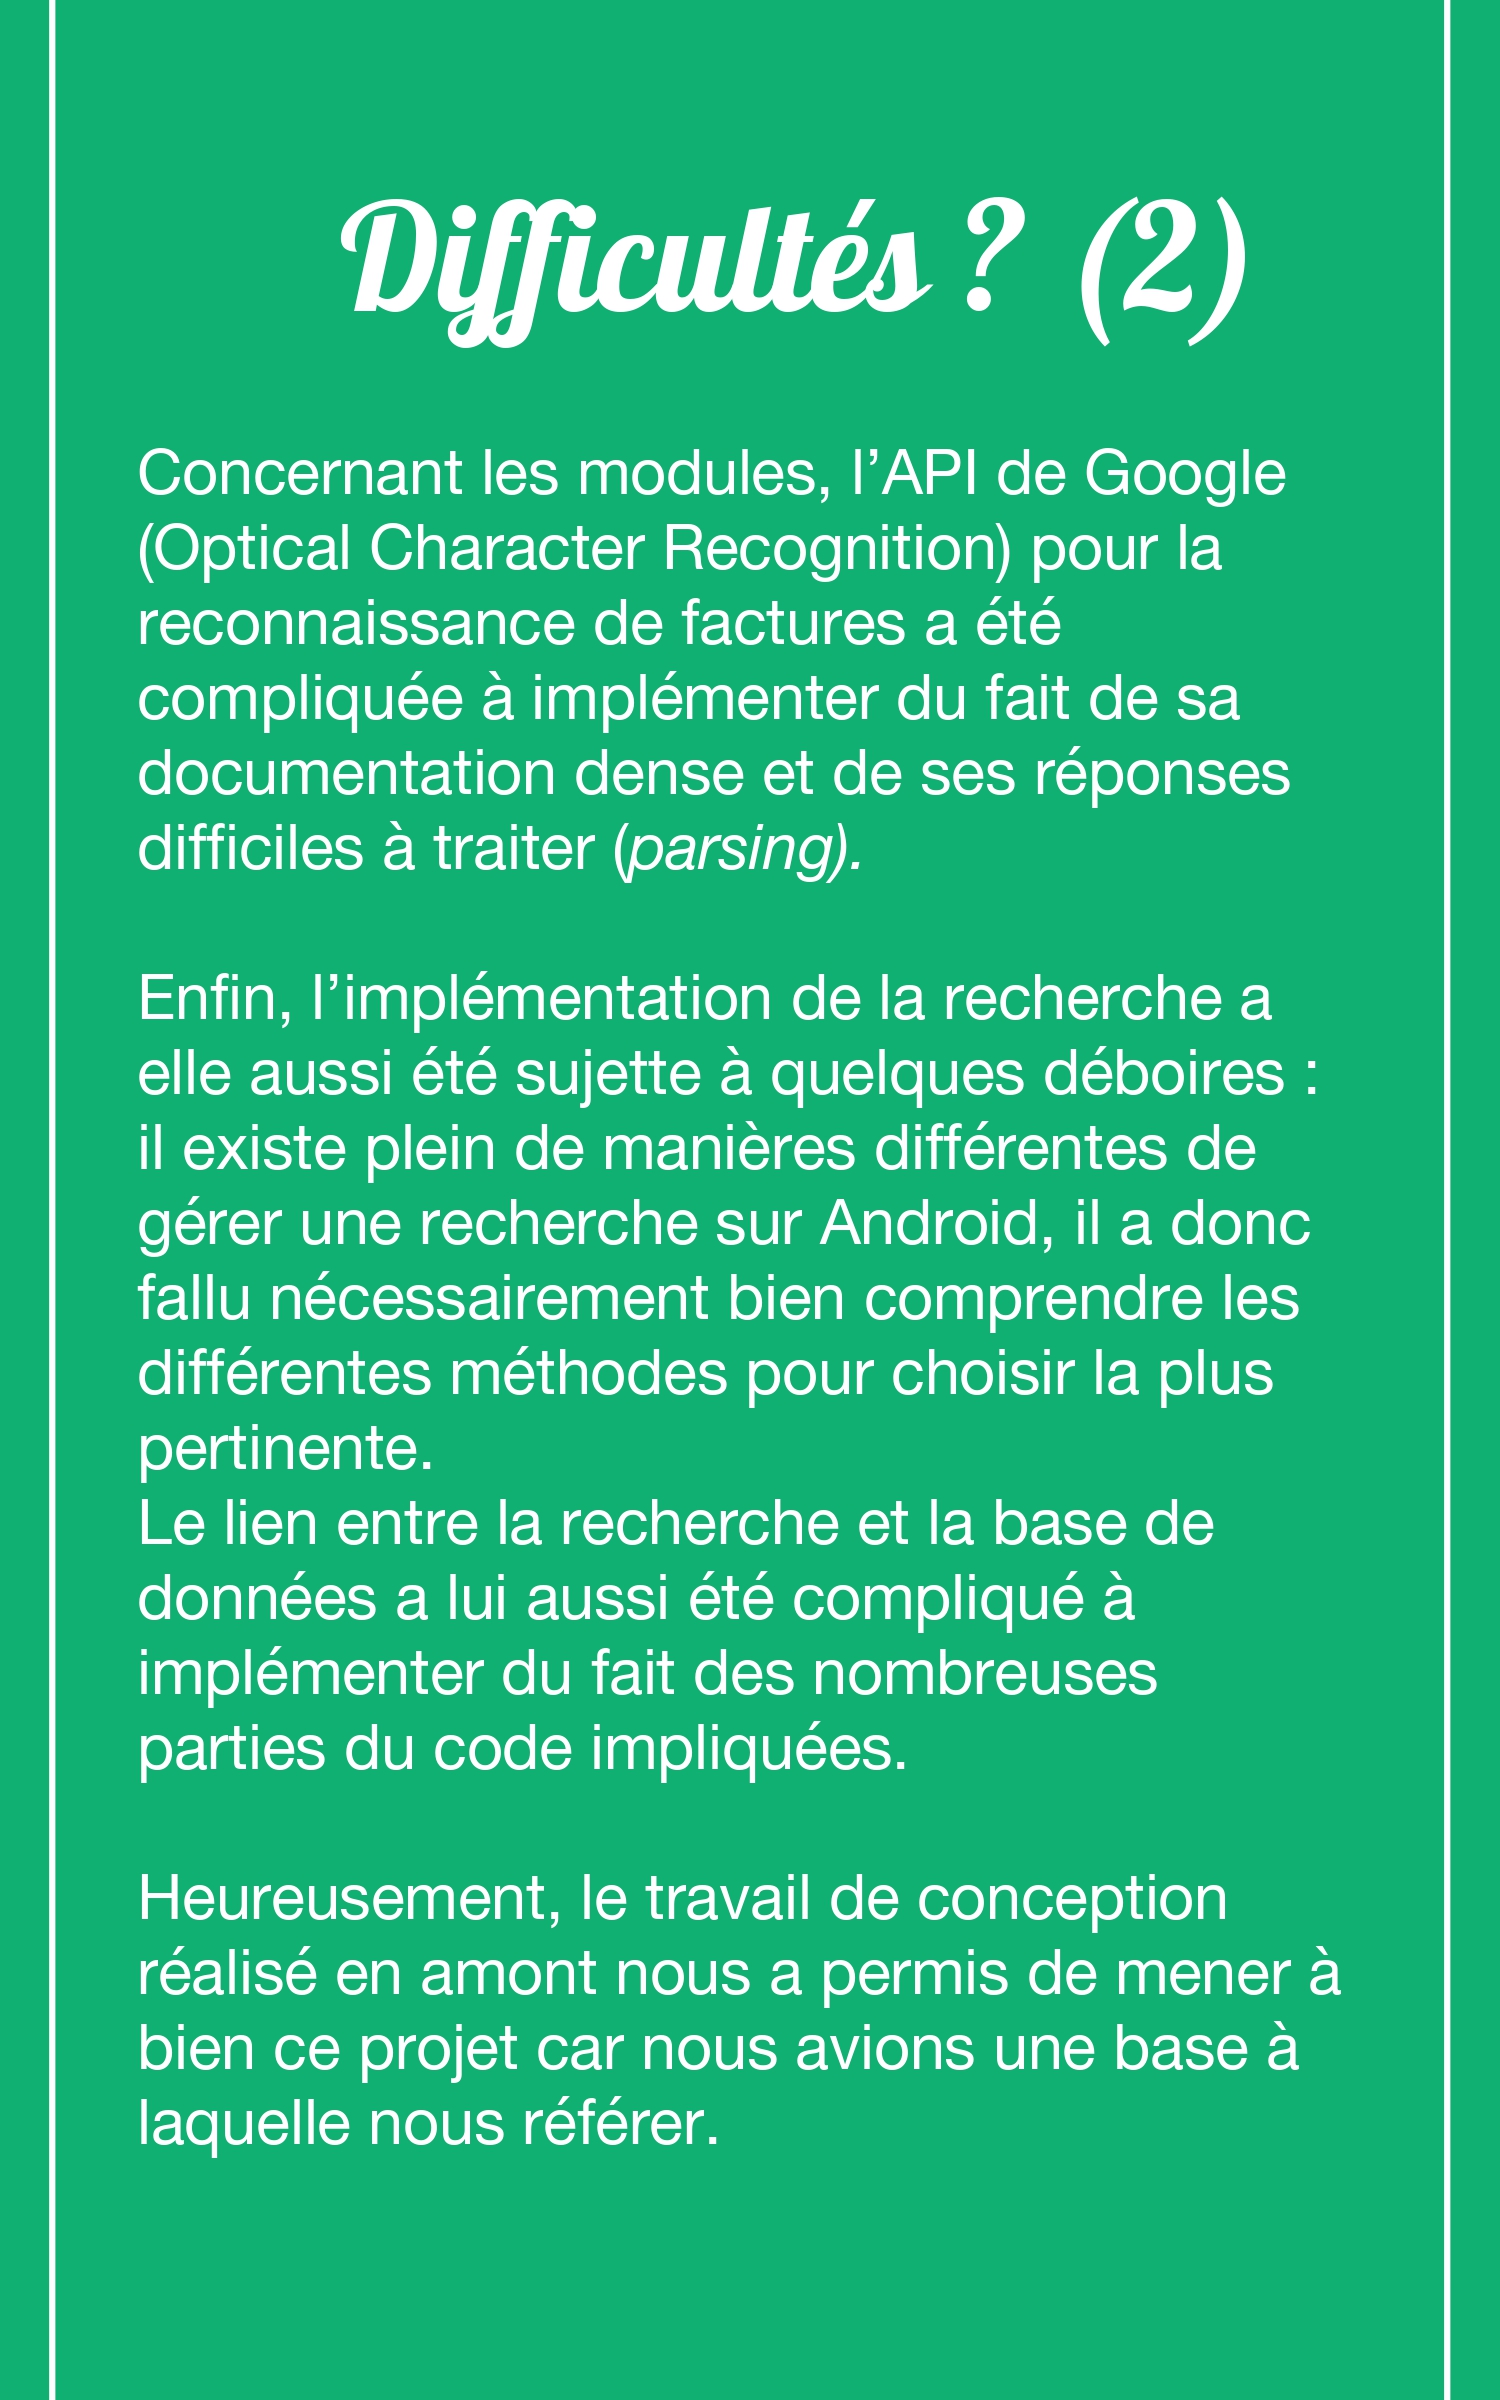 Difficultés ? (2)
Concernant les modules, l’API de Google
(Optical Character Recognition) pour la
reconnaissance de factures a été
compliquée à implémenter du fait de sa
documentation dense et de ses réponses
difficiles à traiter (parsing).
Enfin, l’implémentation de la recherche a
elle aussi été sujette à quelques déboires :
il existe plein de manières différentes de
gérer une recherche sur Android, il a donc
fallu nécessairement bien comprendre les
différentes méthodes pour choisir la plus
pertinente.
Le lien entre la recherche et la base de
données a lui aussi été compliqué à
implémenter du fait des nombreuses
parties du code impliquées.
Heureusement, le travail de conception
réalisé en amont nous a permis de mener à
bien ce projet car nous avions une base à
laquelle nous référer.